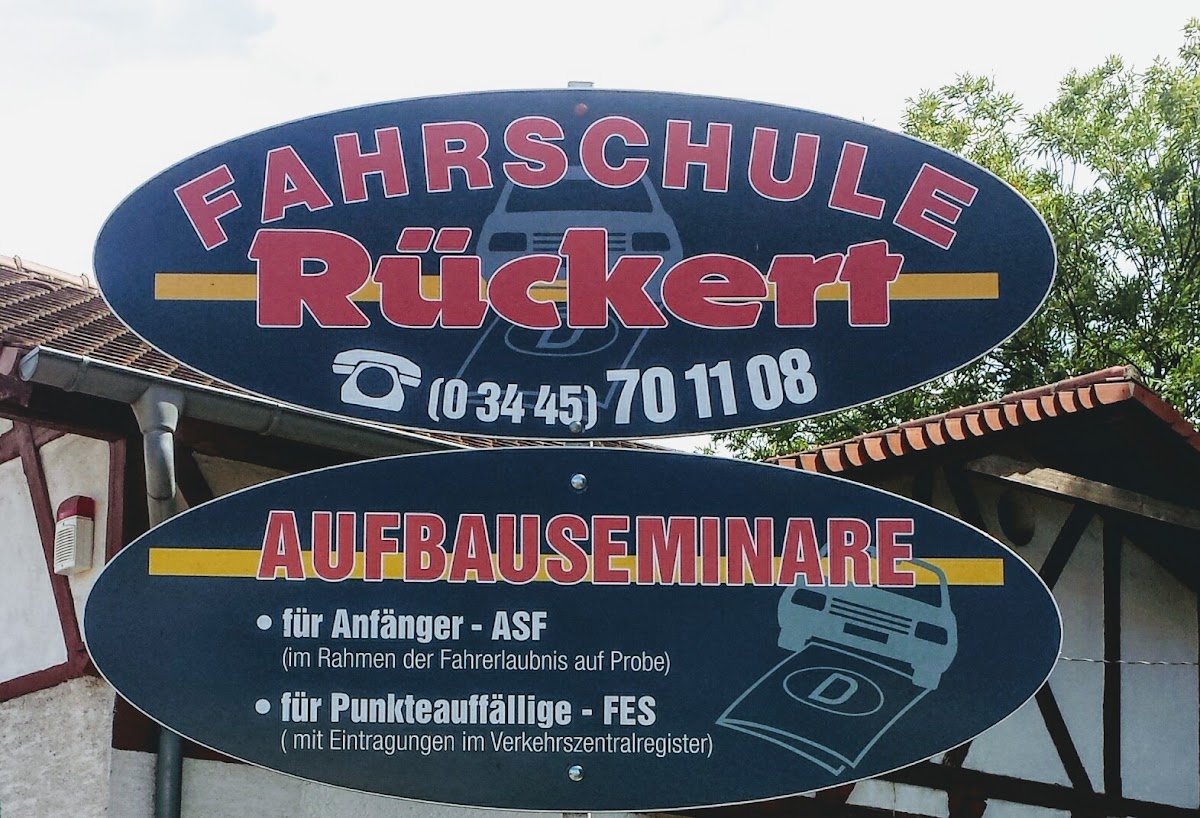 FAHRSCHULE
Rückert
(0 34 45) 70 11 08
D
AUFBAUSEMINARE
• für Anfänger - ASF
(im Rahmen der Fahrerlaubnis auf Probe)
• für Punkteauffällige - FES
( mit Eintragungen im Verkehrszentralregister)
D